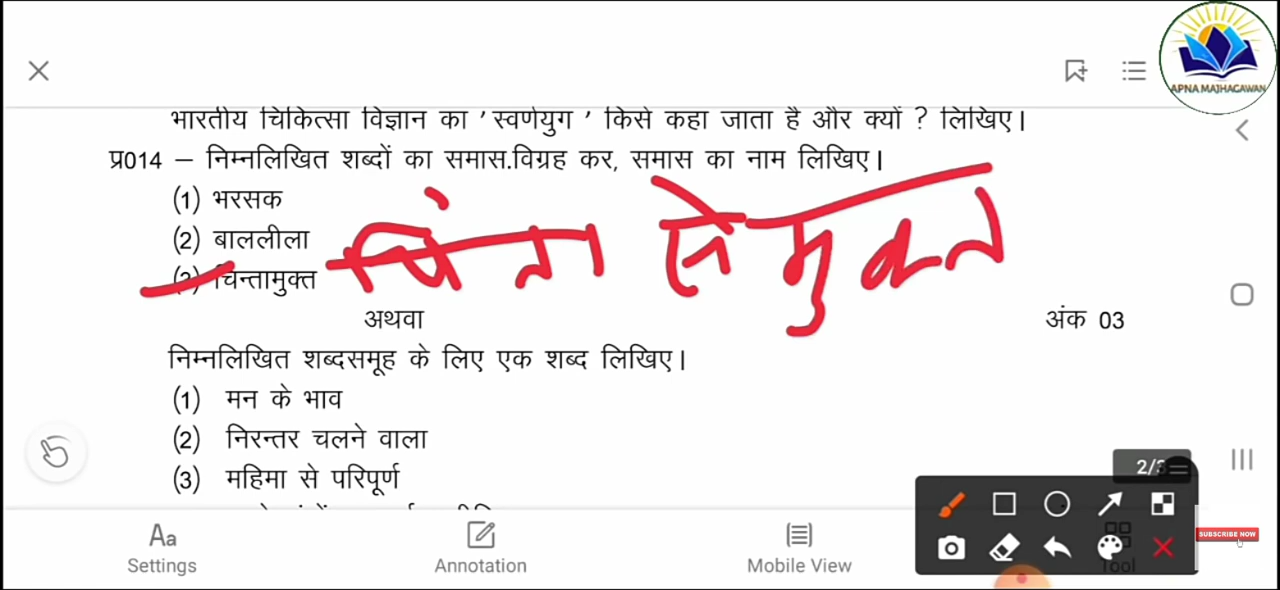 APNA MAJHAGAWAN
भारतीय चिकित्सा विज्ञान का ’ स्वर्णयुग ’ किसे कहा जाता है और क्यों ? लिखिए।
प्र014 – निम्नलिखित शब्दों का समास.विग्रह कर, समास का नाम लिखिए।
(1) भरसक
(2) बाललीला
(3) चिन्तामुक्त चिंता से मुक्त
अथवा अंक 03
निम्नलिखित शब्दसमूह के लिए एक शब्द लिखिए।
(1) मन के भाव
(2) निरन्तर चलने वाला
(3) महिमा से परिपूर्ण
2/3
SUBSCRIBE NOW
Aa
Settings Annotation Mobile View Tool